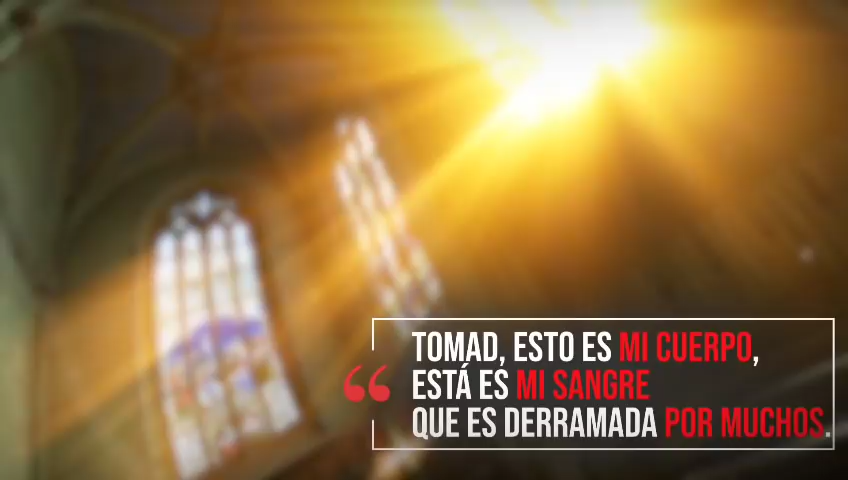 TOMAD, ESTO ES MI CUERPO,
ESTÁ ES MI SANGRE
QUE ES DERRAMADA POR MUCHOS.